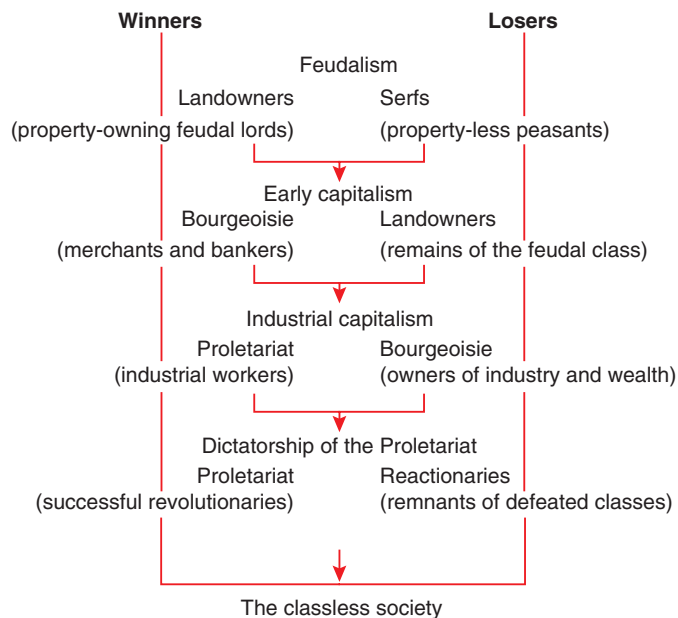 Winners Losers
Feudalism
Landowners Serfs
(property-owning feudal lords) (property-less peasants)
Early capitalism
Bourgeoisie Landowners
(merchants and bankers) (remains of the feudal class)
Industrial capitalism
Proletariat Bourgeoisie
(industrial workers) (owners of industry and wealth)
Dictatorship of the Proletariat
Proletariat Reactionaries
(successful revolutionaries) (remnants of defeated classes)
The classless society